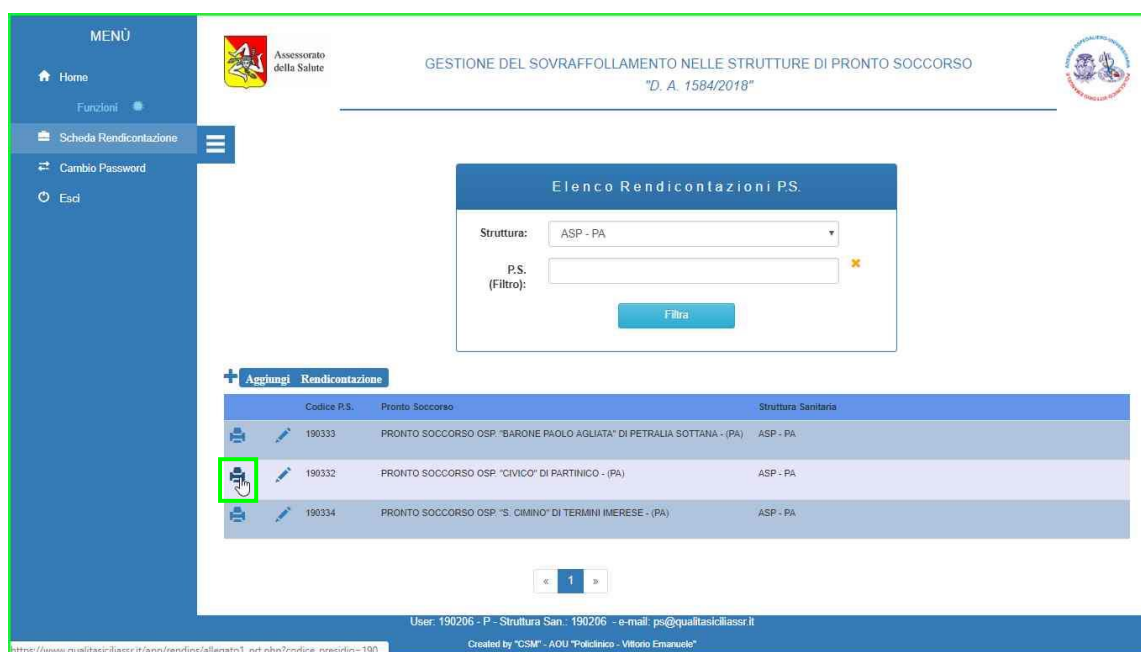 MENÙ
Home
Funzioni
Scheda Rendicontazione
Cambio Password
Esci
Assessorato
della Salute
GESTIONE DEL SOVRAFFOLLAMENTO NELLE STRUTTURE DI PRONTO SOCCORSO
"D. A. 1584/2018"
Elenco Rendicontazioni P.S.
Struttura: ASP - PA
P.S.
(Filtro):
Filtra
Aggiungi Rendicontazione
Codice P.S. Pronto Soccorso Struttura Sanitaria
190333 PRONTO SOCCORSO OSP. "BARONE PAOLO AGLIATA" DI PETRALIA SOTTANA - (PA) ASP - PA
190332 PRONTO SOCCORSO OSP. "CIVICO" DI PARTINICO - (PA) ASP - PA
190334 PRONTO SOCCORSO OSP. "S. CIMINO" DI TERMINI IMERESE - (PA) ASP - PA
« 1 »
User: 190206 - P - Struttura San.: 190206 - e-mail: ps@qualitasiciliassr.it
Created by "CSM" - AOU "Policlinico - Vittorio Emanuele"